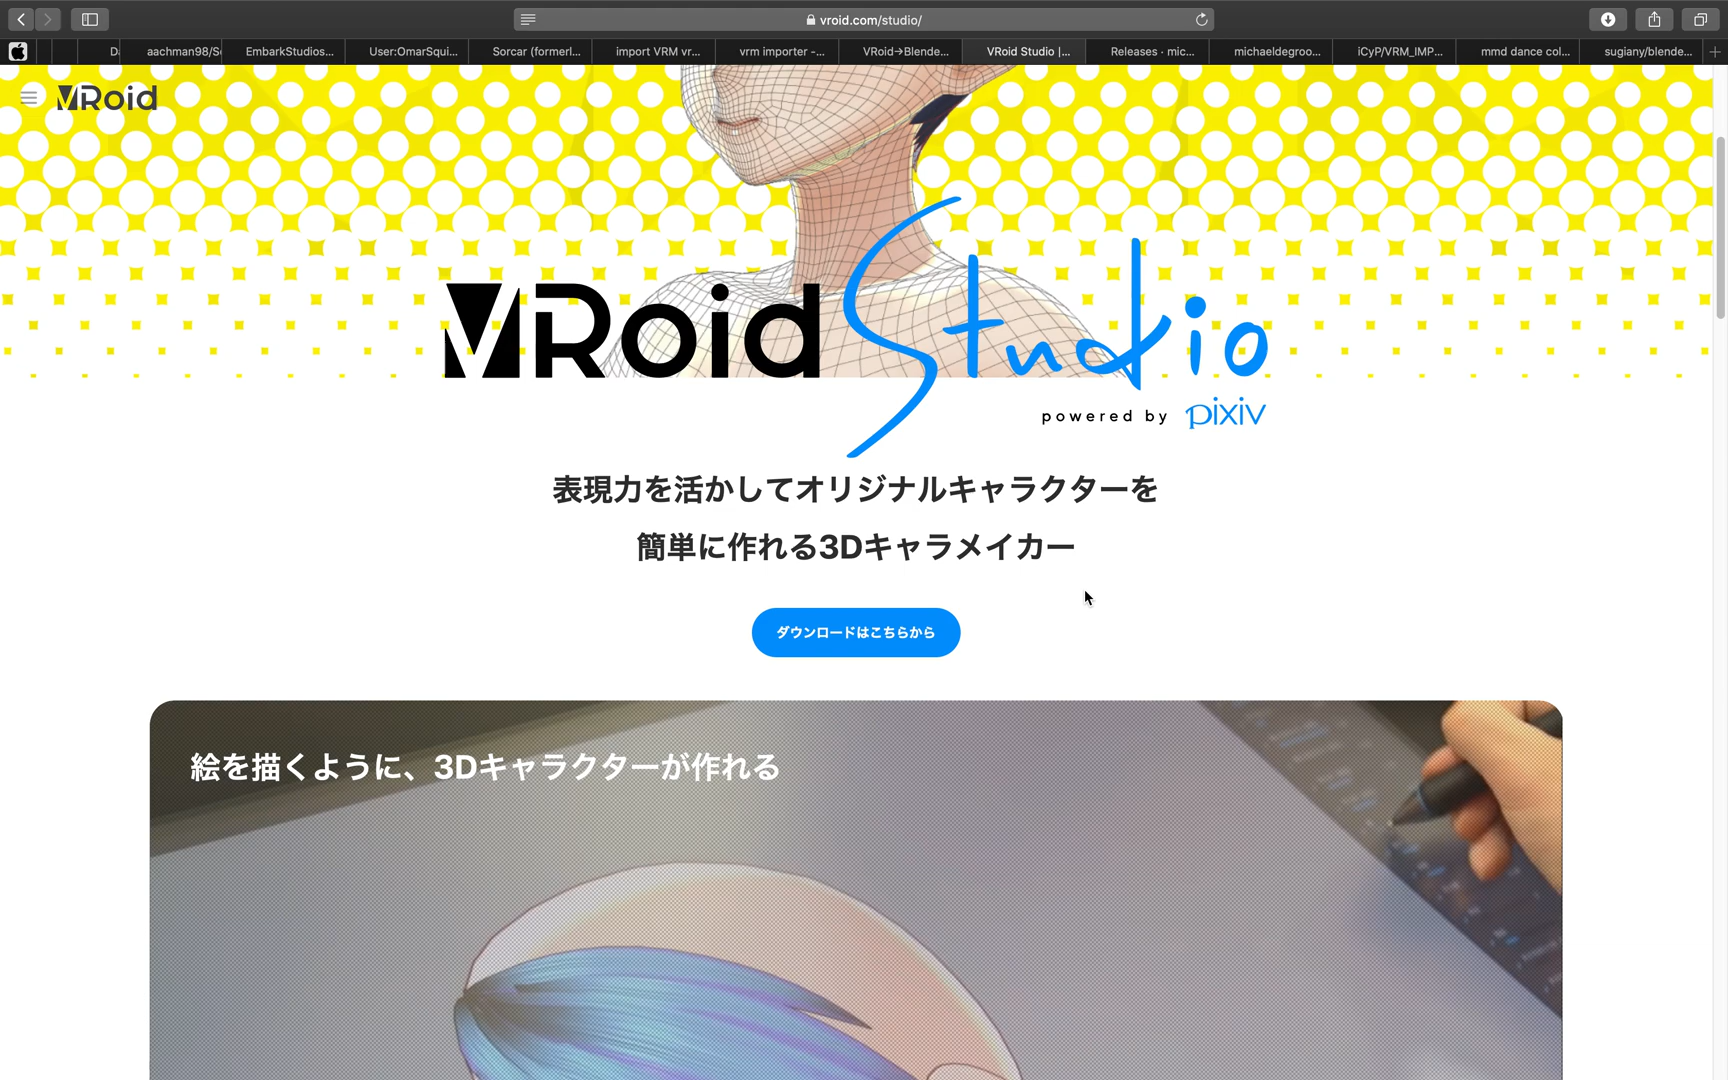 vroid.com/studio/
D
aachman98/S
EmbarkStudios...
User:OmarSqui...
Sorcar (formerl...
import VRM vr...
vrm importer -...
VRoid→Blende...
VRoid Studio |...
Releases · mic...
michaeldegroo...
iCyP/VRM_IMP...
mmd dance col...
sugiany/blende...
VRoid
VRoid Studio
powered by pixiv
表現力を活かしてオリジナルキャラクターを
簡単に作れる3Dキャラメイカー
ダウンロードはこちらから
絵を描くように、3Dキャラクターが作れる